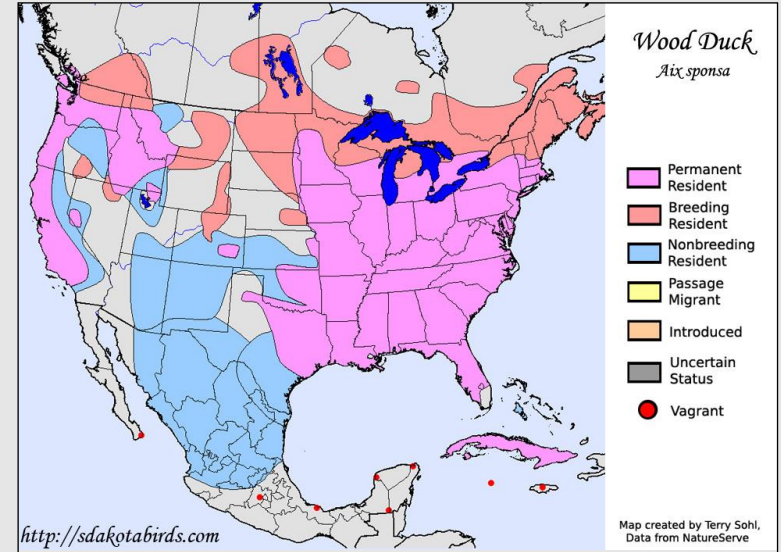 Wood Duck
Aix sponsa
Permanent
Resident
Breeding
Resident
Nonbreeding
Resident
Passage
Migrant
Introduced
Uncertain
Status
Vagrant
Map created by Terry Sohl,
Data from NatureServe
http://sdakotabirds.com